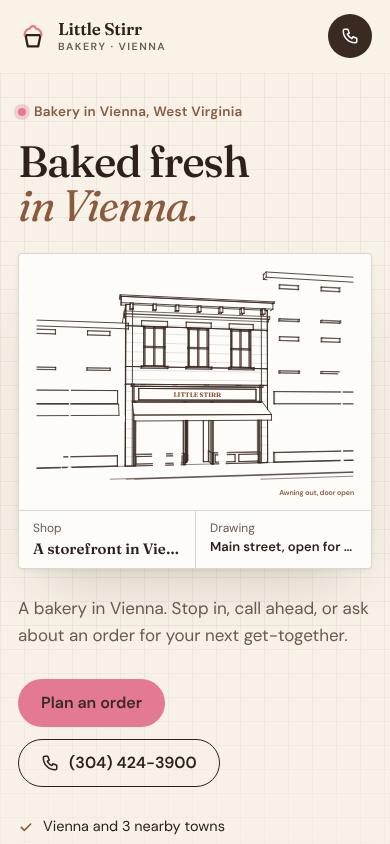 Little Stirr
BAKERY · VIENNA
Bakery in Vienna, West Virginia
Baked fresh
in Vienna.
LITTLE STIRR
Awning out, door open
Shop
A storefront in Vie...
Drawing
Main street, open for ...
A bakery in Vienna. Stop in, call ahead, or ask
about an order for your next get-together.
Plan an order
(304) 424-3900
Vienna and 3 nearby towns